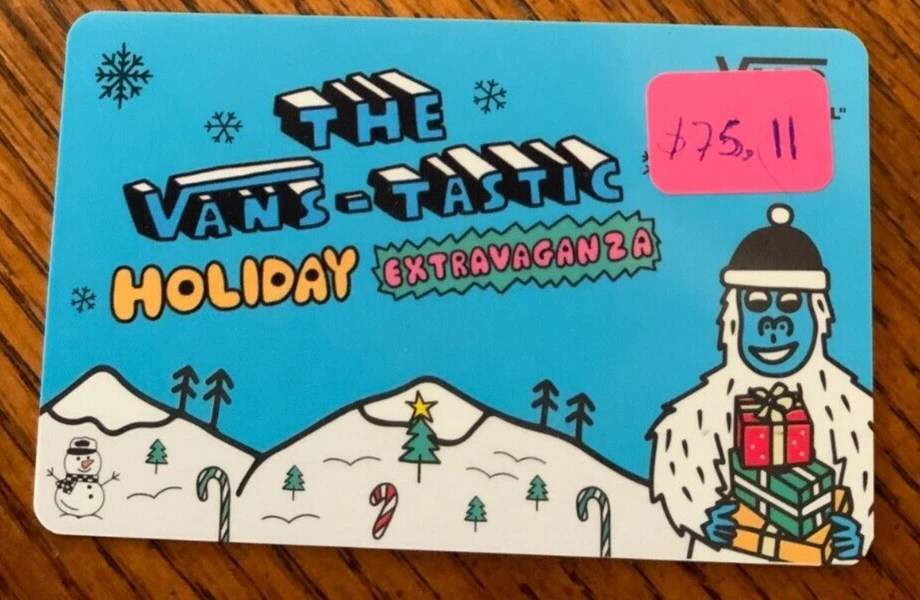 THE
VANS-TASTIC
HOLIDAY EXTRAVAGANZA
$75.11